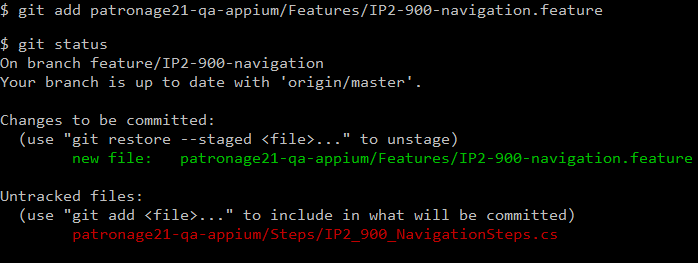 $ git add patronage21-qa-appium/Features/IP2-900-navigation.feature
$ git status
On branch feature/IP2-900-navigation
Your branch is up to date with 'origin/master'.
Changes to be committed:
(use "git restore --staged <file>..." to unstage)
new file: patronage21-qa-appium/Features/IP2-900-navigation.feature
Untracked files:
(use "git add <file>..." to include in what will be committed)
patronage21-qa-appium/Steps/IP2_900_NavigationSteps.cs